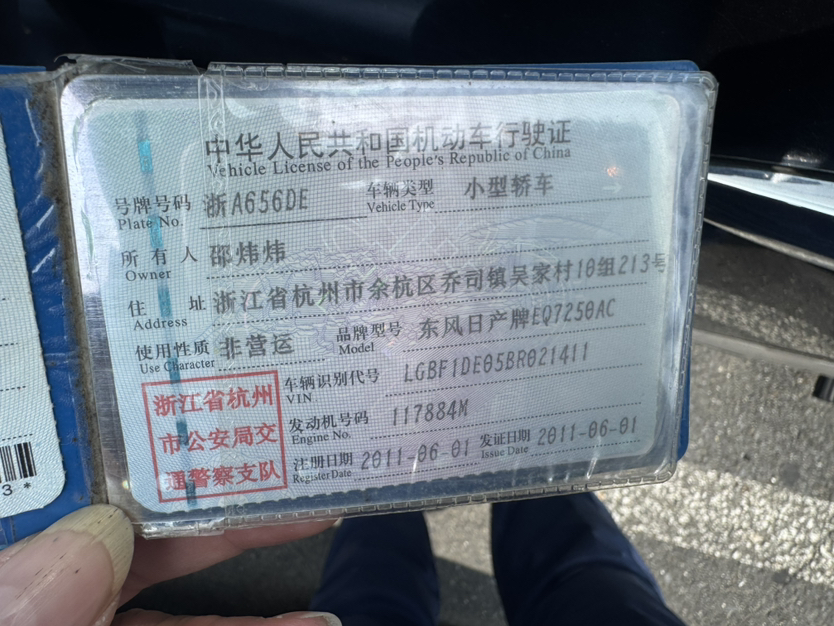 中华人民共和国机动车行驶证
Vehicle License of the People's Republic of China
号牌号码 浙A656DE 车辆类型 小型轿车
Plate No. Vehicle Type
所有人 邵炜炜
Owner
住址 浙江省杭州市余杭区乔司镇吴家村10组213号
Address
使用性质 非营运 品牌型号 东风日产牌EQ7250AC
Use Character Model
车辆识别代号 LGBF1DE05BR021411
VIN
发动机号码 117884M
Engine No.
注册日期 2011-06-01 发证日期 2011-06-01
Register Date Issue Date
浙江省杭州
市公安局交
通警察支队
3*